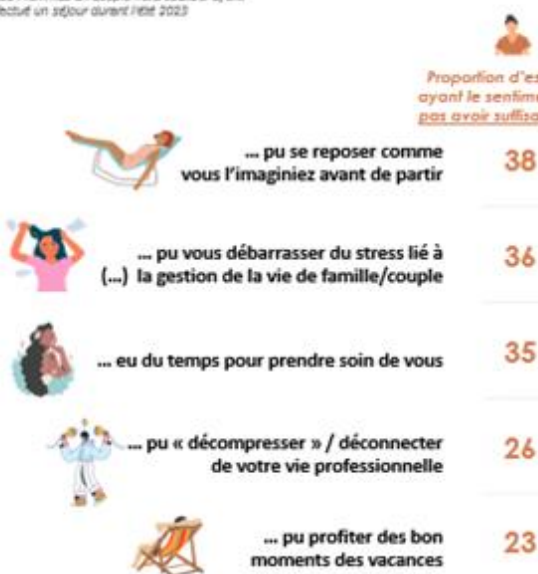 effectué un séjour durant l'été 2023
Proportion d'es
ayant le sentime
pas avoir suffisa
... pu se reposer comme
vous l'imaginiez avant de partir
38
... pu vous débarrasser du stress lié à
(...) la gestion de la vie de famille/couple
36
... eu du temps pour prendre soin de vous
35
... pu « décompresser » / déconnecter
de votre vie professionnelle
26
... pu profiter des bon
moments des vacances
23